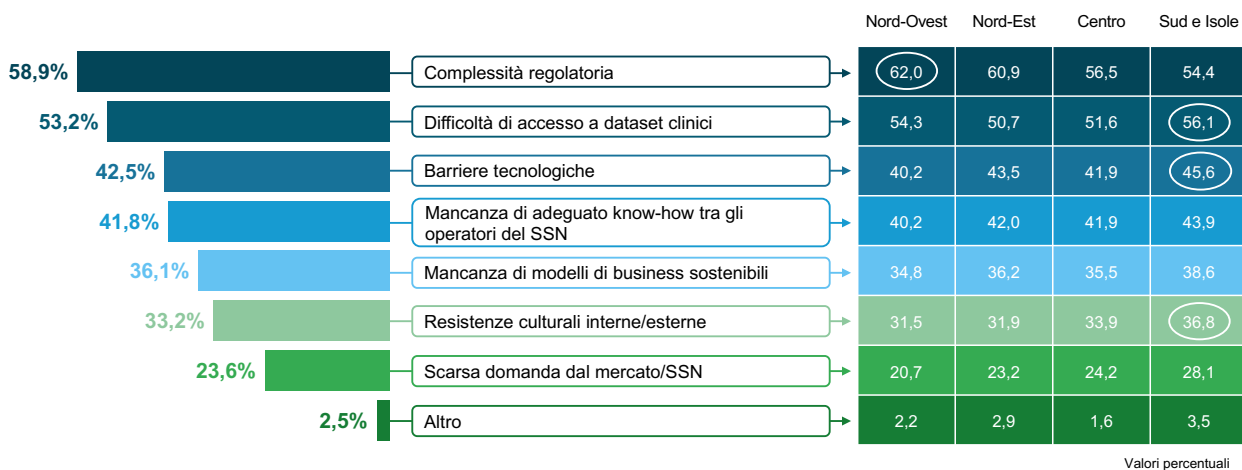 Nord-Ovest Nord-Est Centro Sud e Isole
58,9% Complessità regolatoria 62,0 60,9 56,5 54,4
53,2% Difficoltà di accesso a dataset clinici 54,3 50,7 51,6 56,1
42,5% Barriere tecnologiche 40,2 43,5 41,9 45,6
41,8% Mancanza di adeguato know-how tra gli
operatori del SSN 40,2 42,0 41,9 43,9
36,1% Mancanza di modelli di business sostenibili 34,8 36,2 35,5 38,6
33,2% Resistenze culturali interne/esterne 31,5 31,9 33,9 36,8
23,6% Scarsa domanda dal mercato/SSN 20,7 23,2 24,2 28,1
2,5% Altro 2,2 2,9 1,6 3,5
Valori percentuali